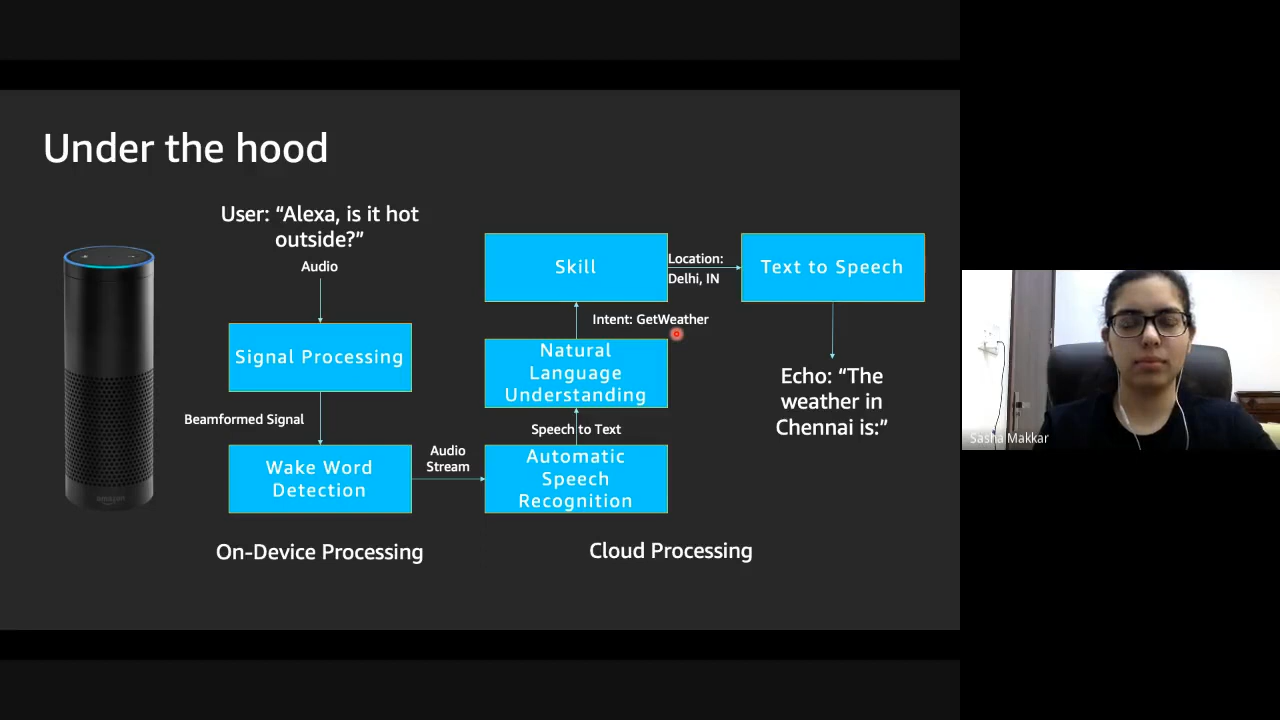 Under the hood
User: “Alexa, is it hot
outside?”
Audio
Signal Processing
Beamformed Signal
Wake Word
Detection
On-Device Processing
Audio
Stream
Automatic
Speech
Recognition
Speech to Text
Natural
Language
Understanding
Intent: GetWeather
Skill
Location:
Delhi, IN
Text to Speech
Echo: “The
weather in
Chennai is:”
Cloud Processing
amazon
Sasha Makkar